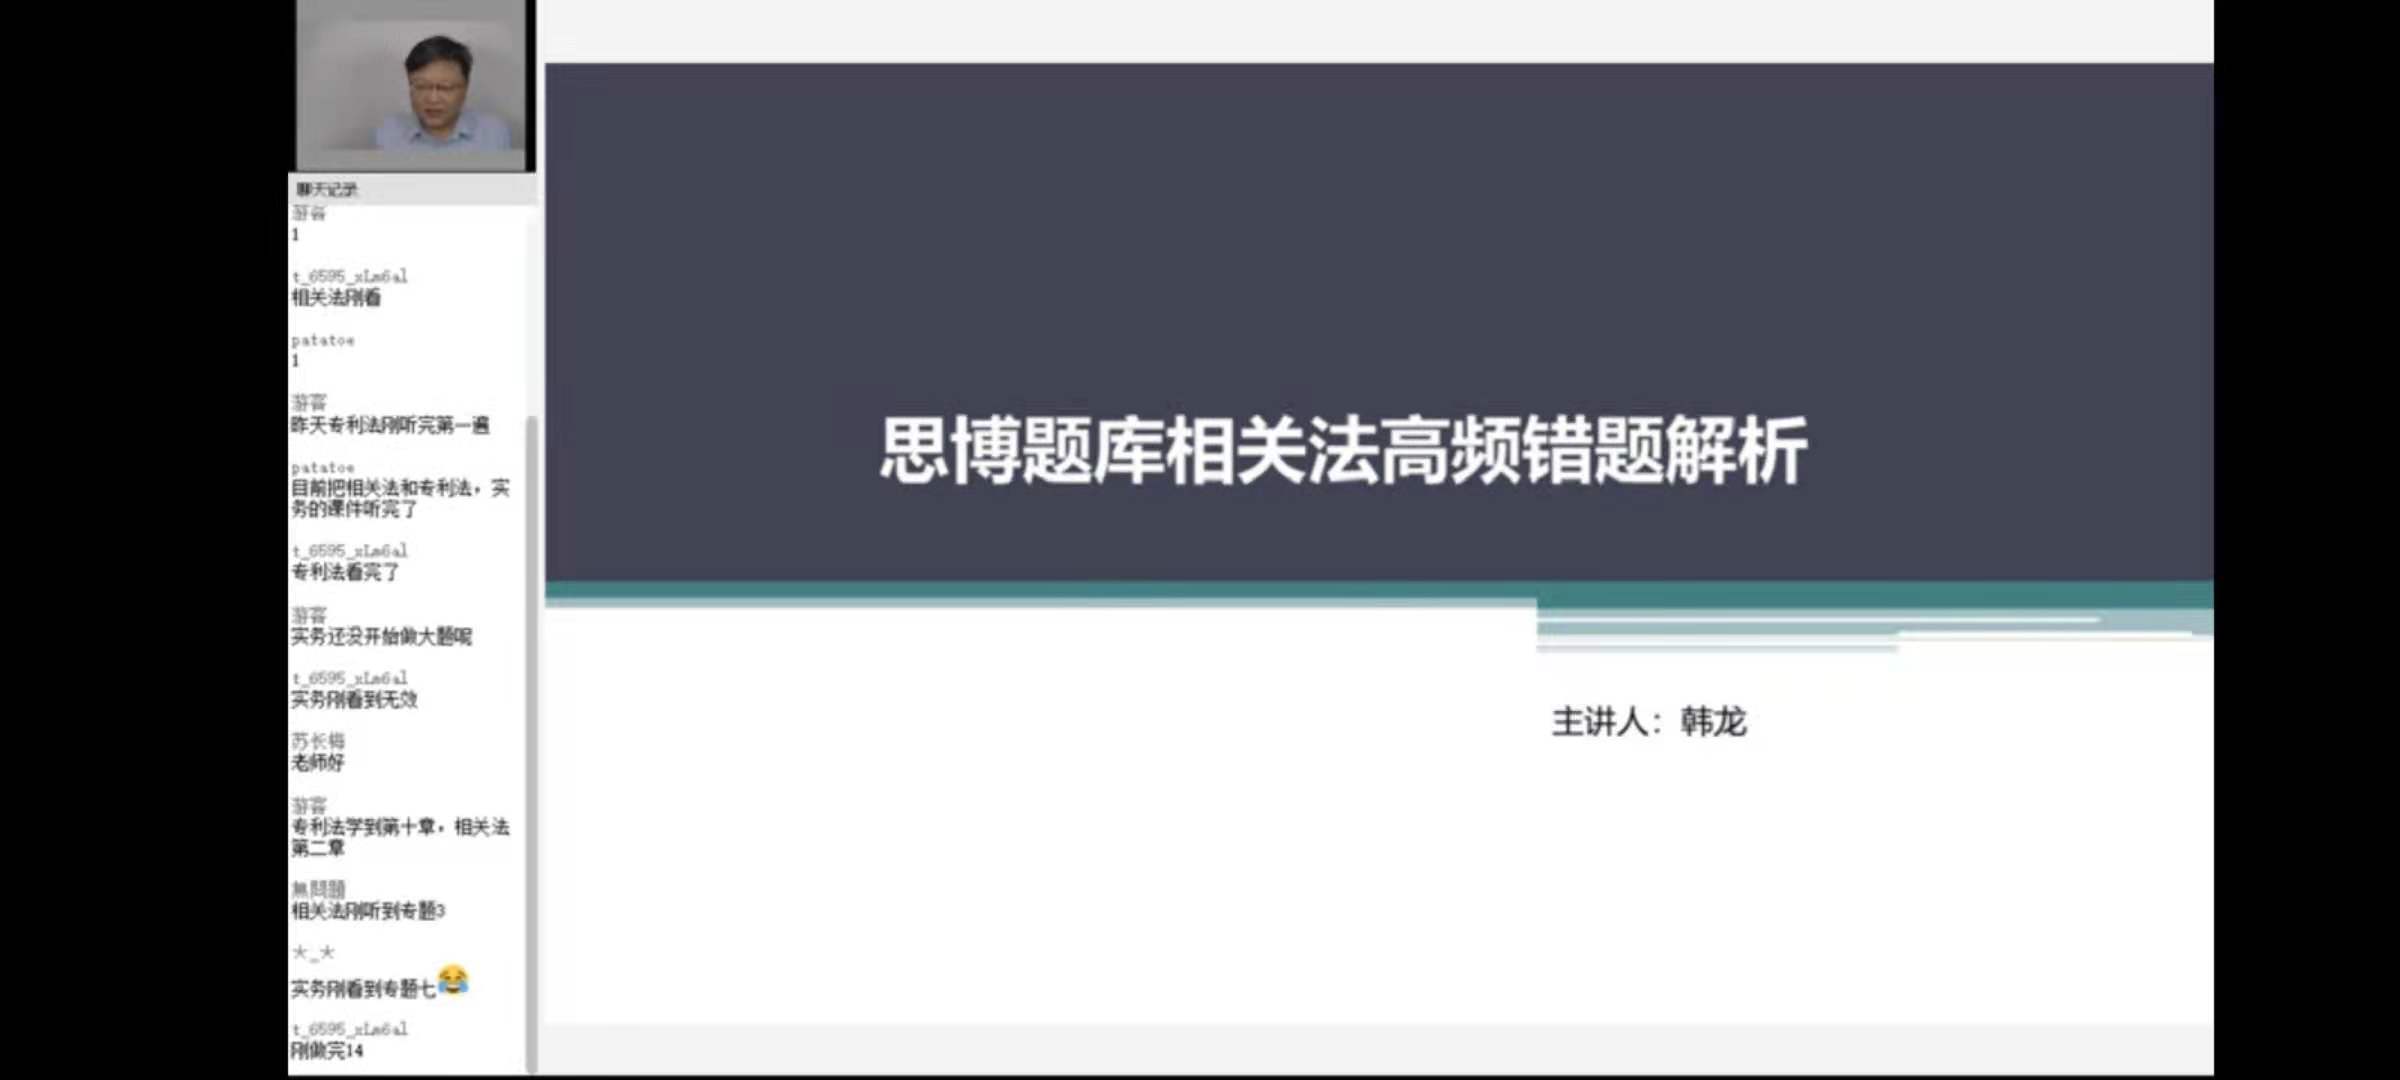 聊天记录
游客
1
t_6595_xLm6al
相关法刚看
patatoe
1
游客
昨天专利法刚听完第一遍
patatoe
目前把相关法和专利法，实
务的课件听完了
t_6595_xLm6al
专利法看完了
游客
实务还没开始做大题呢
t_6595_xLm6al
实务刚看到无效
苏长梅
老师好
游客
专利法学到第十章，相关法
第二章
無問題
相关法刚听到专题3
大_大
实务刚看到专题七😂
t_6595_xLm6al
刚做完14
思博题库相关法高频错题解析
主讲人：韩龙